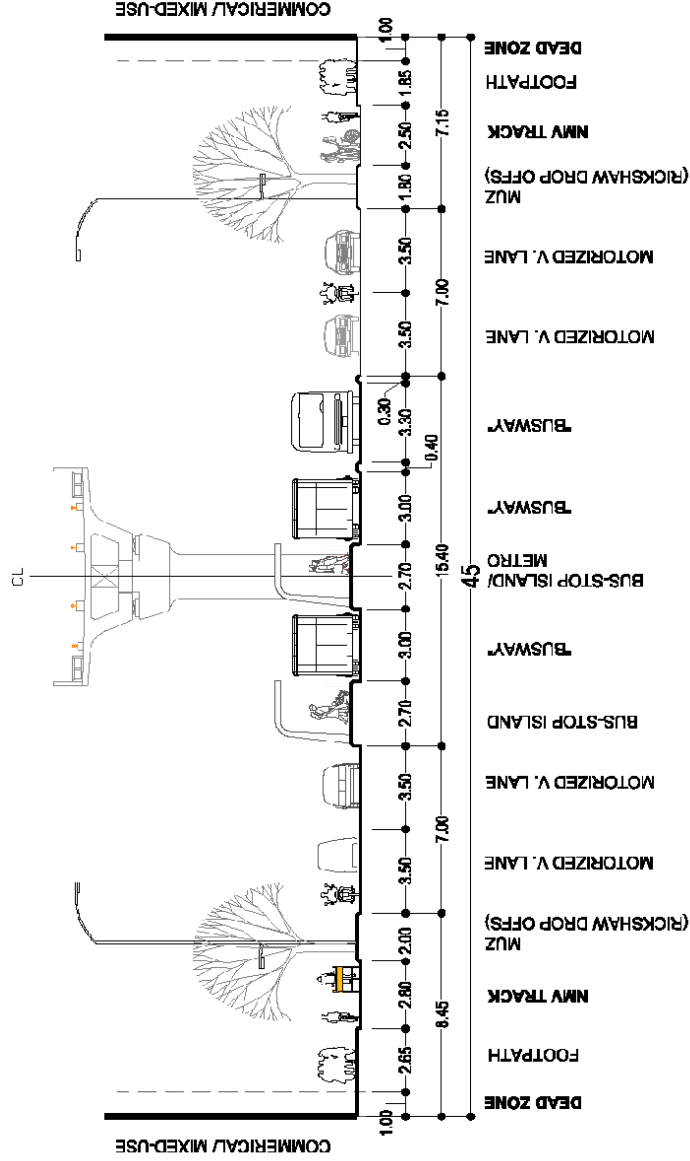 COMMERICAL/ MIXED-USE
DEAD ZONE
1.00
FOOTPATH
2.65
NMV TRACK
2.80
8.45
MUZ
(RICKSHAW DROP OFFS)
2.00
MOTORIZED V. LANE
3.50
7.00
MOTORIZED V. LANE
3.50
BUS-STOP ISLAND
2.70
"BUSWAY"
3.00
BUS-STOP ISLAND/
METRO
2.70
CL
45
15.40
"BUSWAY"
3.00
0.40
"BUSWAY"
3.30
0.30
MOTORIZED V. LANE
3.50
7.00
MOTORIZED V. LANE
3.50
MUZ
(RICKSHAW DROP OFFS)
1.80
NMV TRACK
2.50
7.15
FOOTPATH
1.85
DEAD ZONE
1.00
COMMERICAL/ MIXED-USE